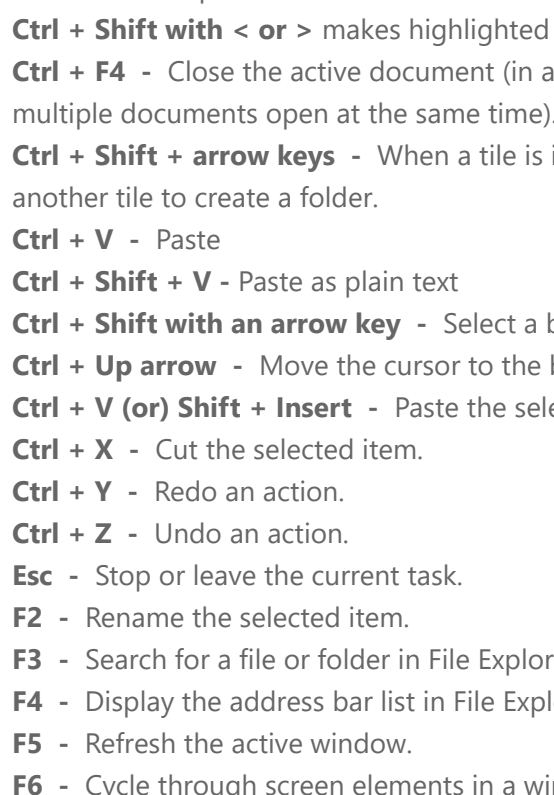 Ctrl + Shift with < or > makes highlighted
Ctrl + F4 - Close the active document (in a
multiple documents open at the same time).
Ctrl + Shift + arrow keys - When a tile is
another tile to create a folder.
Ctrl + V - Paste
Ctrl + Shift + V - Paste as plain text
Ctrl + Shift with an arrow key - Select a
Ctrl + Up arrow - Move the cursor to the
Ctrl + V (or) Shift + Insert - Paste the
Ctrl + X - Cut the selected item.
Ctrl + Y - Redo an action.
Ctrl + Z - Undo an action.
Esc - Stop or leave the current task.
F2 - Rename the selected item.
F3 - Search for a file or folder in File
F4 - Display the address bar list in File
F5 - Refresh the active window.
F6 - Cycle through screen elements in a